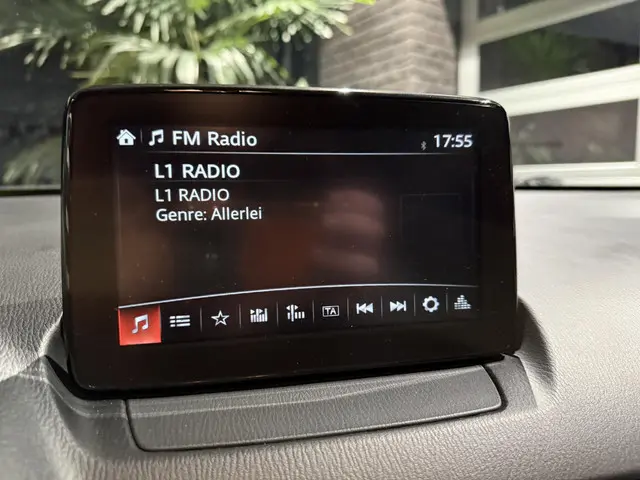 FM Radio 17:55
L1 RADIO
L1 RADIO
Genre: Allerlei
TA